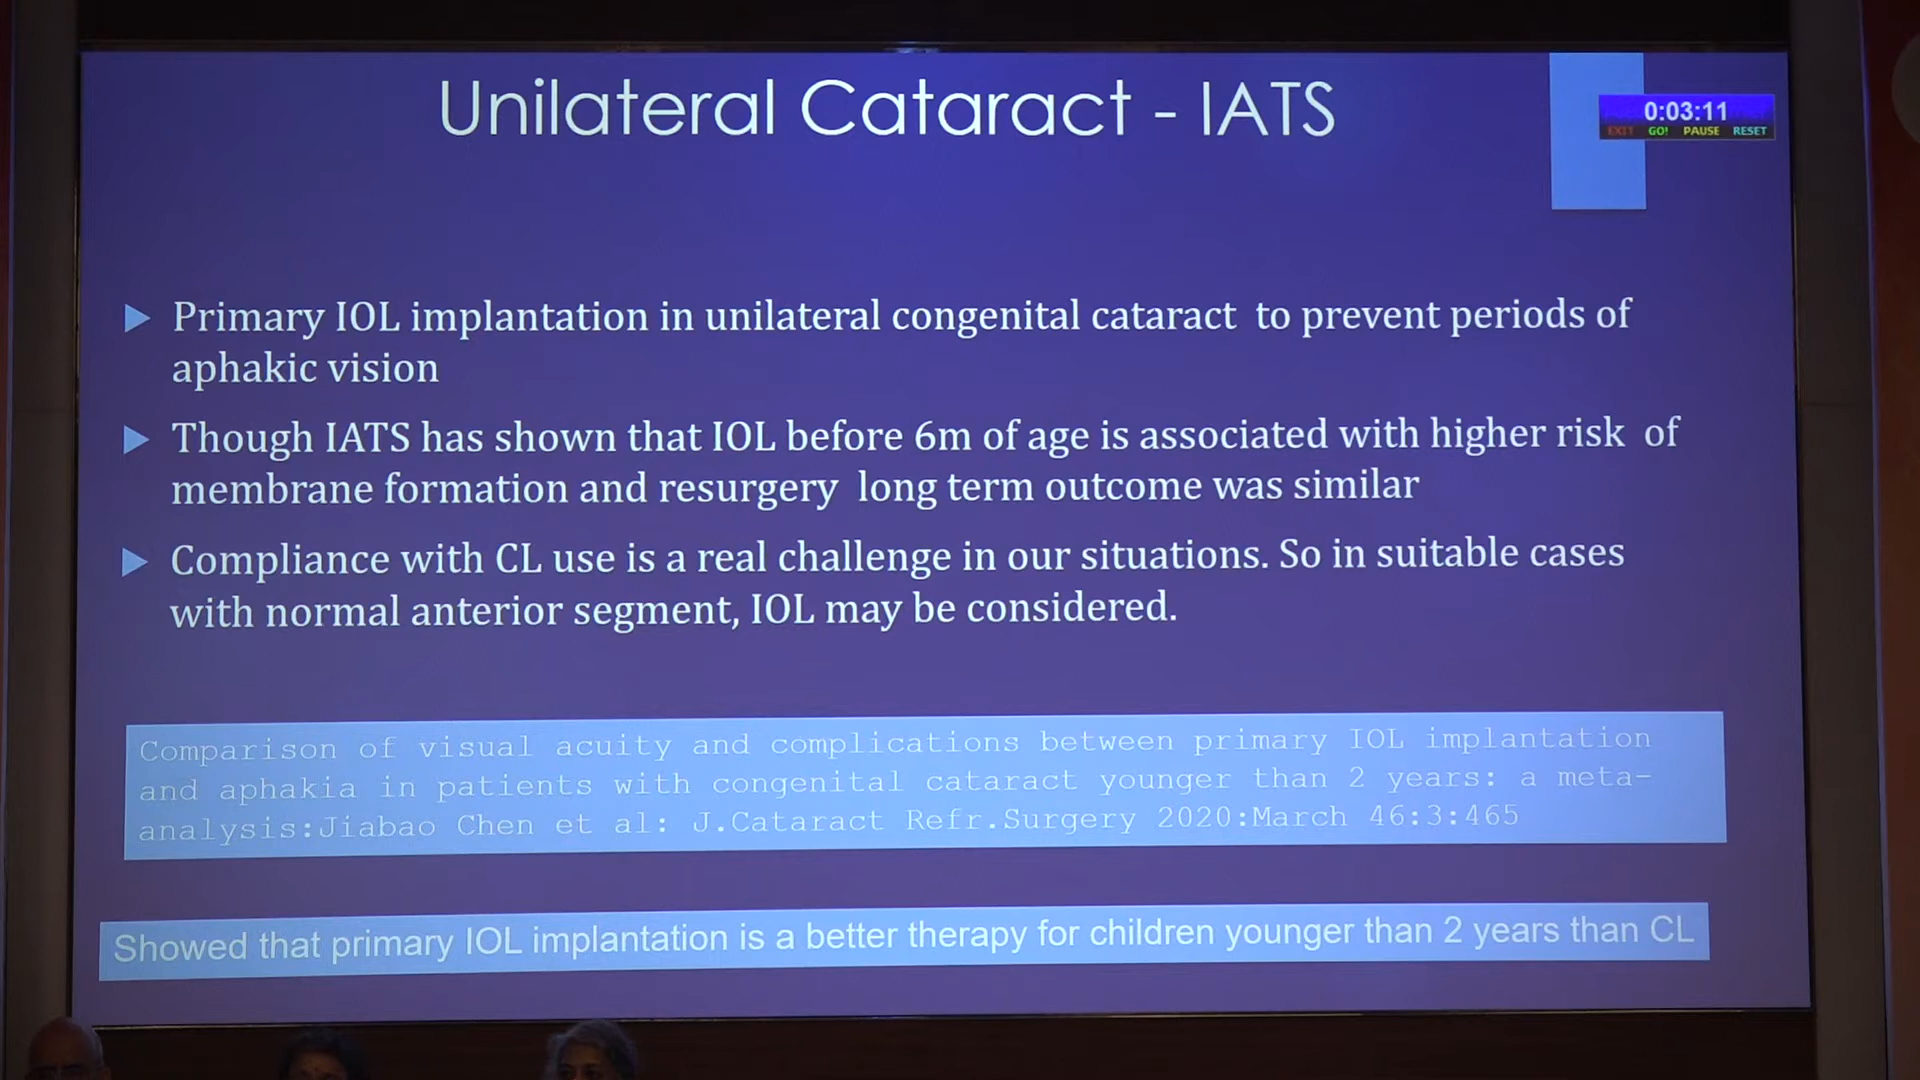 Unilateral Cataract - IATS
0:03:11
EXIT GO! PAUSE RESET
Primary IOL implantation in unilateral congenital cataract to prevent periods of
aphakic vision
Though IATS has shown that IOL before 6m of age is associated with higher risk of
membrane formation and resurgery long term outcome was similar
Compliance with CL use is a real challenge in our situations. So in suitable cases
with normal anterior segment, IOL may be considered.
Comparison of visual acuity and complications between primary IOL implantation
and aphakia in patients with congenital cataract younger than 2 years: a meta-
analysis:Jiabao Chen et al: J.Cataract Refr.Surgery 2020:March 46:3:465
Showed that primary IOL implantation is a better therapy for children younger than 2 years than CL